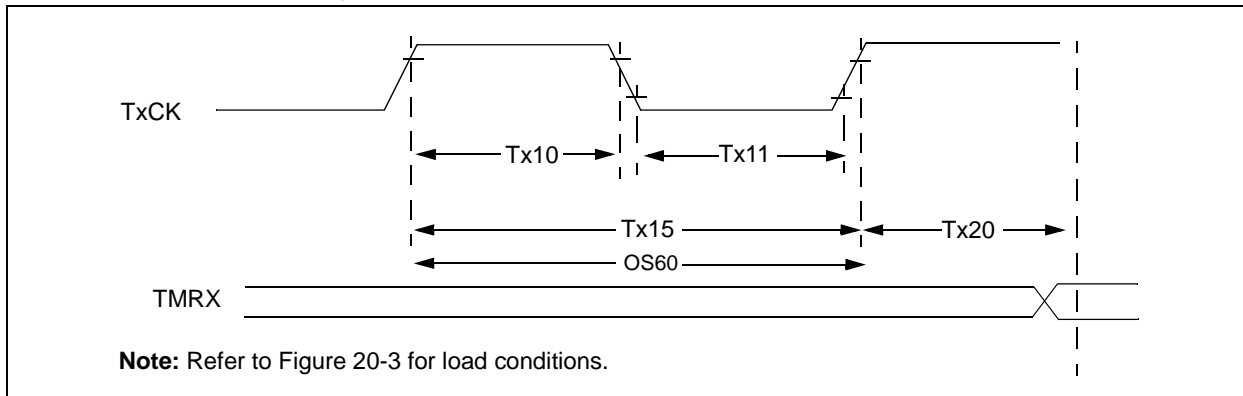 TxCK
Tx10
Tx11
Tx15
Tx20
OS60
TMRX
Note: Refer to Figure 20-3 for load conditions.